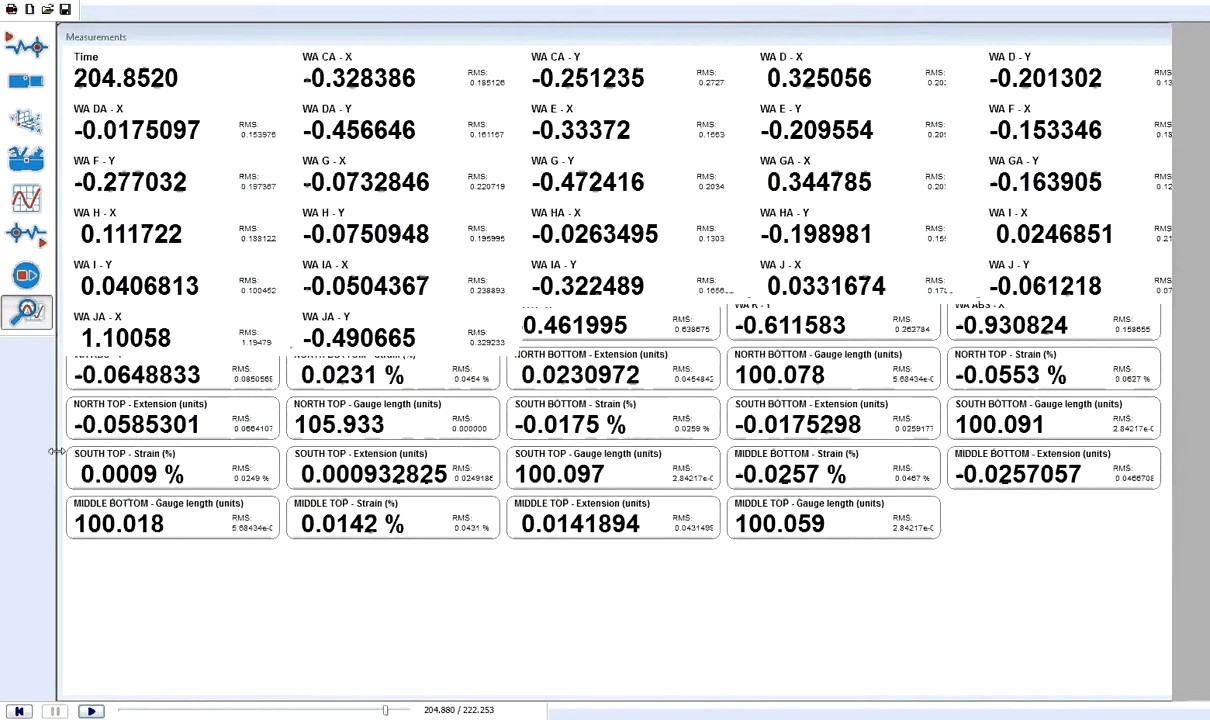 Measurements
Time WA CA - X WA CA - Y WA D - X WA D - Y
204.8520 -0.328386 RMS: 0.185126 -0.251235 RMS: 0.2727 0.325056 RMS: -0.201302 RMS:
WA DA - X WA DA - Y WA E - X WA E - Y WA F - X
-0.0175097 RMS: 0.153976 -0.456646 RMS: 0.161167 -0.33372 RMS: -0.209554 RMS: -0.153346 RMS:
WA F - Y WA G - X WA G - Y WA GA - X WA GA - Y
-0.277032 RMS: 0.197367 -0.0732846 RMS: 0.220719 -0.472416 RMS: 0.2034 0.344785 RMS: -0.163905 RMS:
WA H - X WA H - Y WA HA - X WA HA - Y WA I - X
0.111722 RMS: -0.0750948 RMS: -0.0263495 RMS: 0.1303 -0.198981 RMS: 0.0246851 RMS:
WA I - Y WA IA - X WA IA - Y WA J - X WA J - Y
0.0406813 RMS: 0.100452 -0.0504367 RMS: 0.238893 -0.322489 RMS: 0.0331674 RMS: -0.061218 RMS:
WA JA - X WA JA - Y
1.10058 RMS: 1.19479 -0.490665 RMS: 0.329233 0.461995 0.638675 -0.611583 0.262784 -0.930824 0.158655
NORTH BOTTOM - Strain (%) NORTH BOTTOM - Extension (units) NORTH BOTTOM - Gauge length (units) NORTH TOP - Strain (%)
-0.0648833 RMS: 0.0231 % RMS: 0.0454 % 0.0230972 RMS: 100.078 RMS: -0.0553 % RMS: 0.0627 %
NORTH TOP - Extension (units) NORTH TOP - Gauge length (units) SOUTH BOTTOM - Strain (%) SOUTH BOTTOM - Extension (units) SOUTH BOTTOM - Gauge length (units)
-0.0585301 RMS: 105.933 RMS: 0.000000 -0.0175 % RMS: 0.0259 % -0.0175298 RMS: 100.091 RMS:
SOUTH TOP - Strain (%) SOUTH TOP - Extension (units) SOUTH TOP - Gauge length (units) MIDDLE BOTTOM - Strain (%) MIDDLE BOTTOM - Extension (units)
0.0009 % RMS: 0.0249 % 0.000932825 RMS: 100.097 RMS: -0.0257 % RMS: 0.0467 % -0.0257057 RMS:
MIDDLE BOTTOM - Gauge length (units) MIDDLE TOP - Strain (%) MIDDLE TOP - Extension (units) MIDDLE TOP - Gauge length (units)
100.018 RMS: 0.0142 % RMS: 0.0431 % 0.0141894 RMS: 100.059 RMS:
204.880 / 222.253